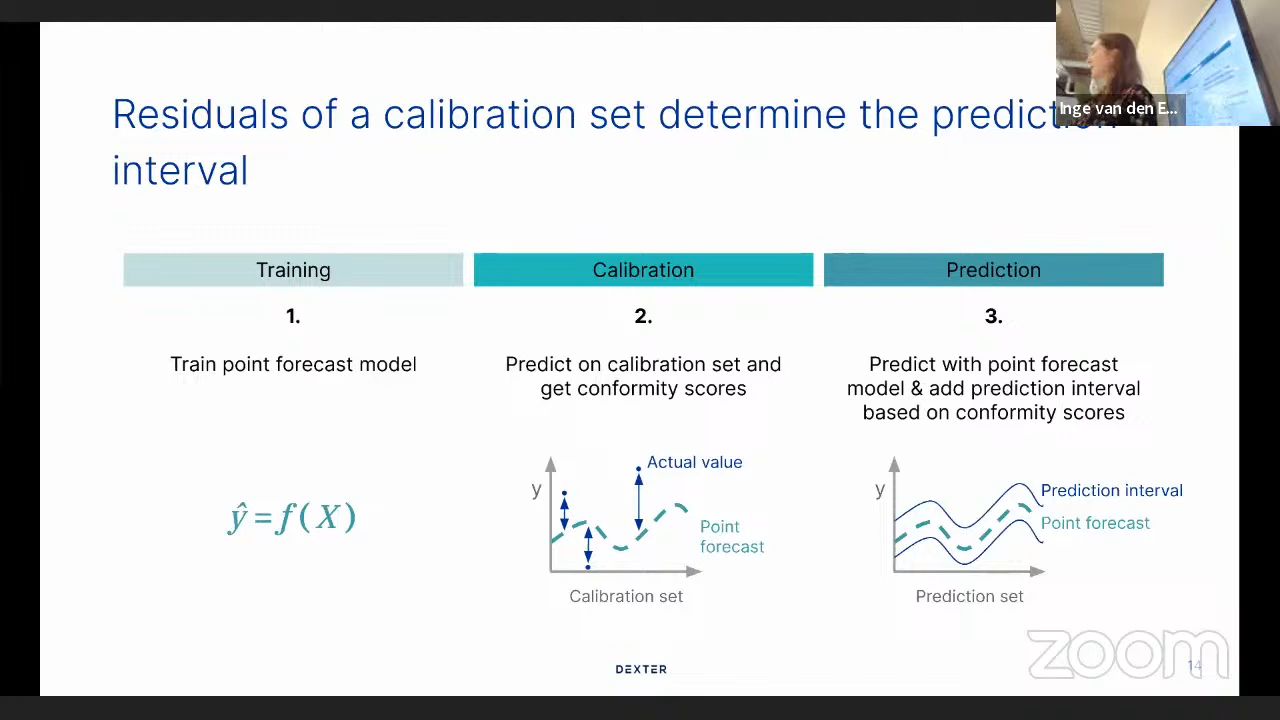 Residuals of a calibration set determine the prediction
interval
Inge van den E...
Training
Calibration
Prediction
1.
2.
3.
Train point forecast model
Predict on calibration set and
get conformity scores
Predict with point forecast
model & add prediction interval
based on conformity scores
ŷ = f(X)
y
Actual value
Point
forecast
Calibration set
y
Prediction interval
Point forecast
Prediction set
DEXTER
zoom
14